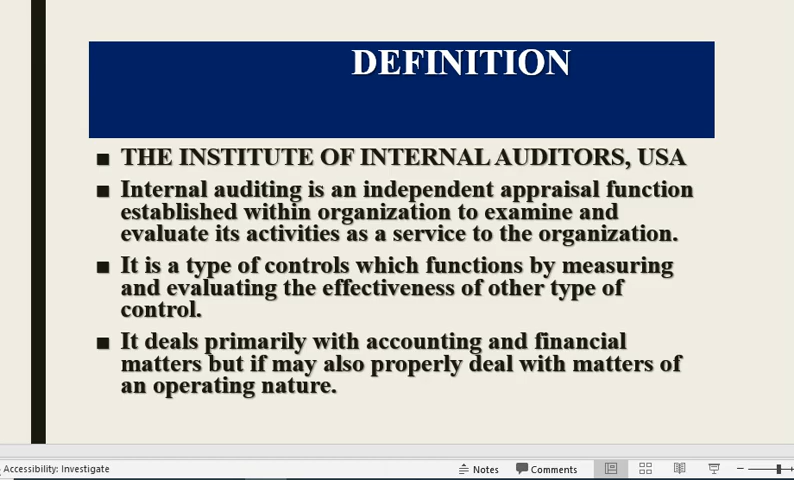 DEFINITION
■ THE INSTITUTE OF INTERNAL AUDITORS, USA
■ Internal auditing is an independent appraisal function
established within organization to examine and
evaluate its activities as a service to the organization.
■ It is a type of controls which functions by measuring
and evaluating the effectiveness of other type of
control.
■ It deals primarily with accounting and financial
matters but if may also properly deal with matters of
an operating nature.
Accessibility: Investigate Notes Comments